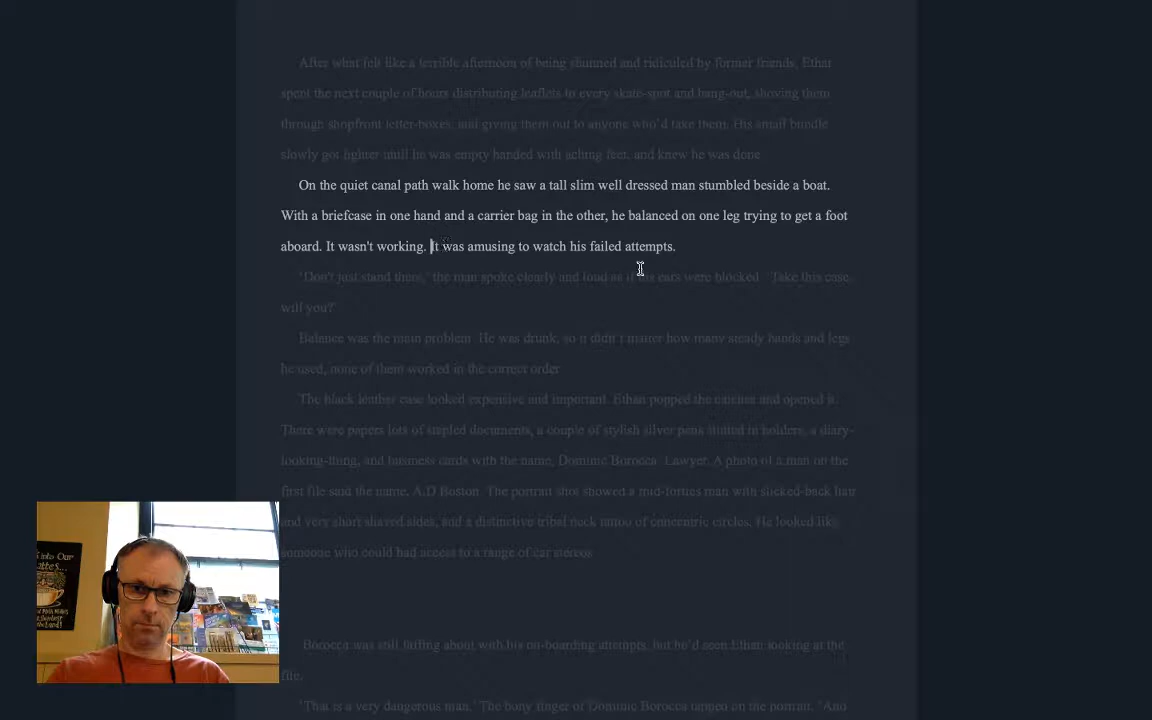 After what felt like a terrible afternoon of being shunned and ridiculed by former friends, Ethan
spent the next couple of hours distributing leaflets to every skate-spot and hang-out, shoving them
through shopfront letter-boxes, and giving them out to anyone who'd take them. His small bundle
slowly got lighter until he was empty handed with aching feet, and knew he was done.
On the quiet canal path walk home he saw a tall slim well dressed man stumbled beside a boat.
With a briefcase in one hand and a carrier bag in the other, he balanced on one leg trying to get a foot
aboard. It wasn't working. It was amusing to watch his failed attempts.
'Don't just stand there,' the man spoke clearly and loud as if his ears were blocked. 'Take this case,
will you?'
Balance was the main problem. He was drunk, so it didn't matter how many steady hands and legs
he used, none of them worked in the correct order.
The black leather case looked expensive and important. Ethan popped the catches and opened it.
There were papers lots of stapled documents, a couple of stylish silver pens slotted in holders, a diary-
looking-thing, and business cards with the name, Dominic Borocca. Lawyer. A photo of a man on the
first file said the name, A.D Boston. The portrait shot showed a mid-forties man with slicked-back hair
and very short shaved sides, and a distinctive tribal neck tattoo of concentric circles. He looked like
someone who could had access to a range of car stereos.
Borocca was still faffing about with his on-boarding attempts, but he'd seen Ethan looking at the
file.
'That is a very dangerous man.' The bony finger of Dominic Borocca tapped on the portrait. 'And
into Our
attes...